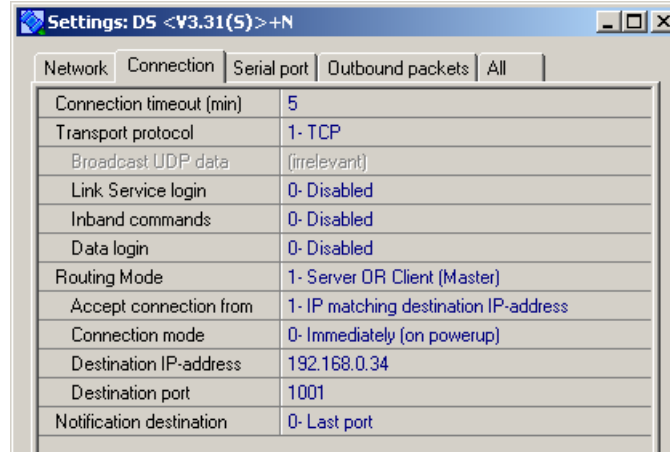 Settings: DS <V3.31(S)>+N
Network Connection Serial port Outbound packets All
Connection timeout (min) 5
Transport protocol 1- TCP
Broadcast UDP data (irrelevant)
Link Service login 0- Disabled
Inband commands 0- Disabled
Data login 0- Disabled
Routing Mode 1- Server OR Client (Master)
Accept connection from 1- IP matching destination IP-address
Connection mode 0- Immediately (on powerup)
Destination IP-address 192.168.0.34
Destination port 1001
Notification destination 0- Last port